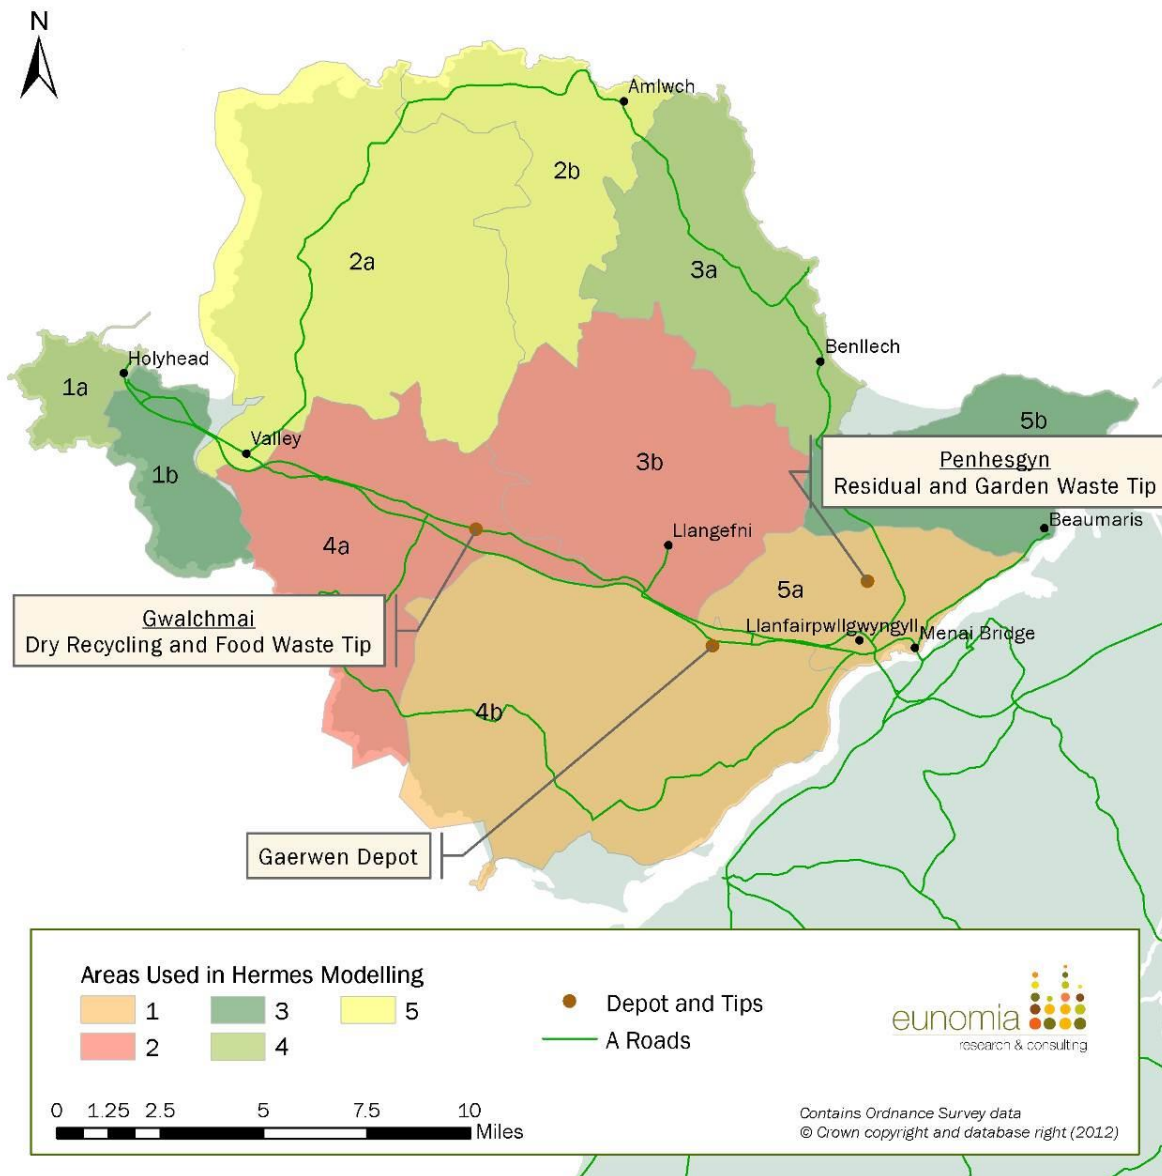 N
Amlwch
2b
2a
3a
Holyhead
1a
Benllech
5b
Valley
1b
3b
Penhesgyn
Residual and Garden Waste Tip
Beaumaris
4a
Llangefni
5a
Gwalchmai
Dry Recycling and Food Waste Tip
Llanfairpwllgwyngyll
Menai Bridge
4b
Gaerwen Depot
Areas Used in Hermes Modelling
1
3
5
2
4
Depot and Tips
A Roads
eunomia
research & consulting
0 1.25 2.5 5 7.5 10
Miles
Contains Ordnance Survey data
© Crown copyright and database right (2012)